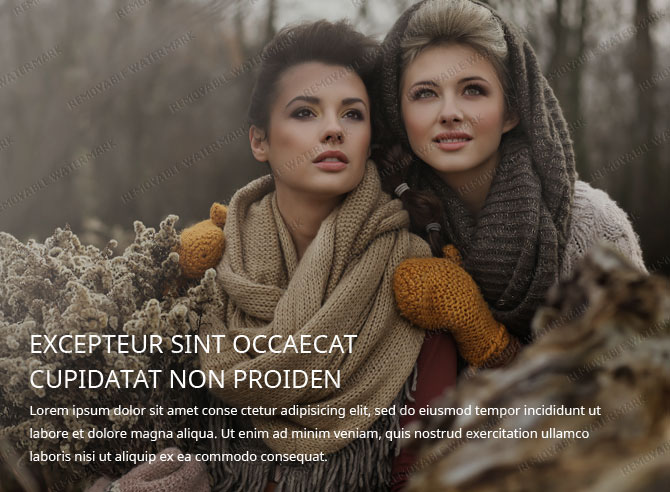 EXCEPTEUR SINT OCCAECAT
CUPIDATAT NON PROIDEN
Lorem ipsum dolor sit amet conse ctetur adipisicing elit, sed do eiusmod tempor incididunt ut
labore et dolore magna aliqua. Ut enim ad minim veniam, quis nostrud exercitation ullamco
laboris nisi ut aliquip ex ea commodo consequat.
REMOVABLE WATERMARK